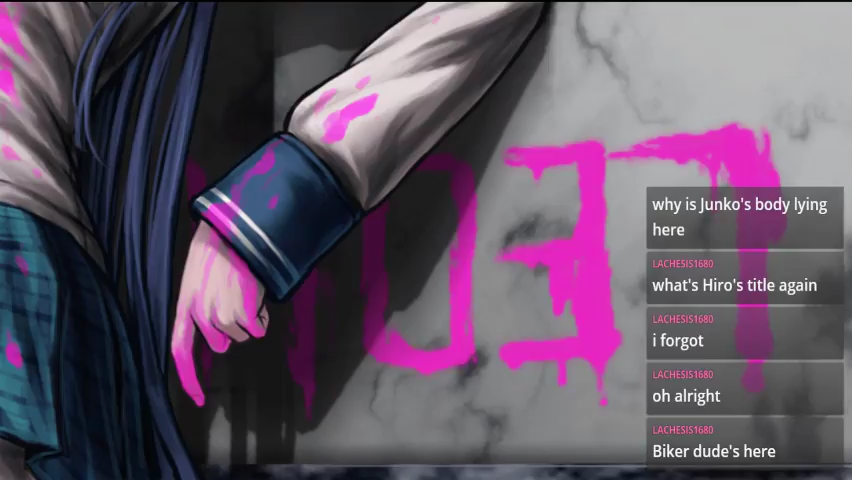 11037
why is Junko's body lying
here
LACHESIS1680
what's Hiro's title again
LACHESIS1680
i forgot
LACHESIS1680
oh alright
LACHESIS1680
Biker dude's here